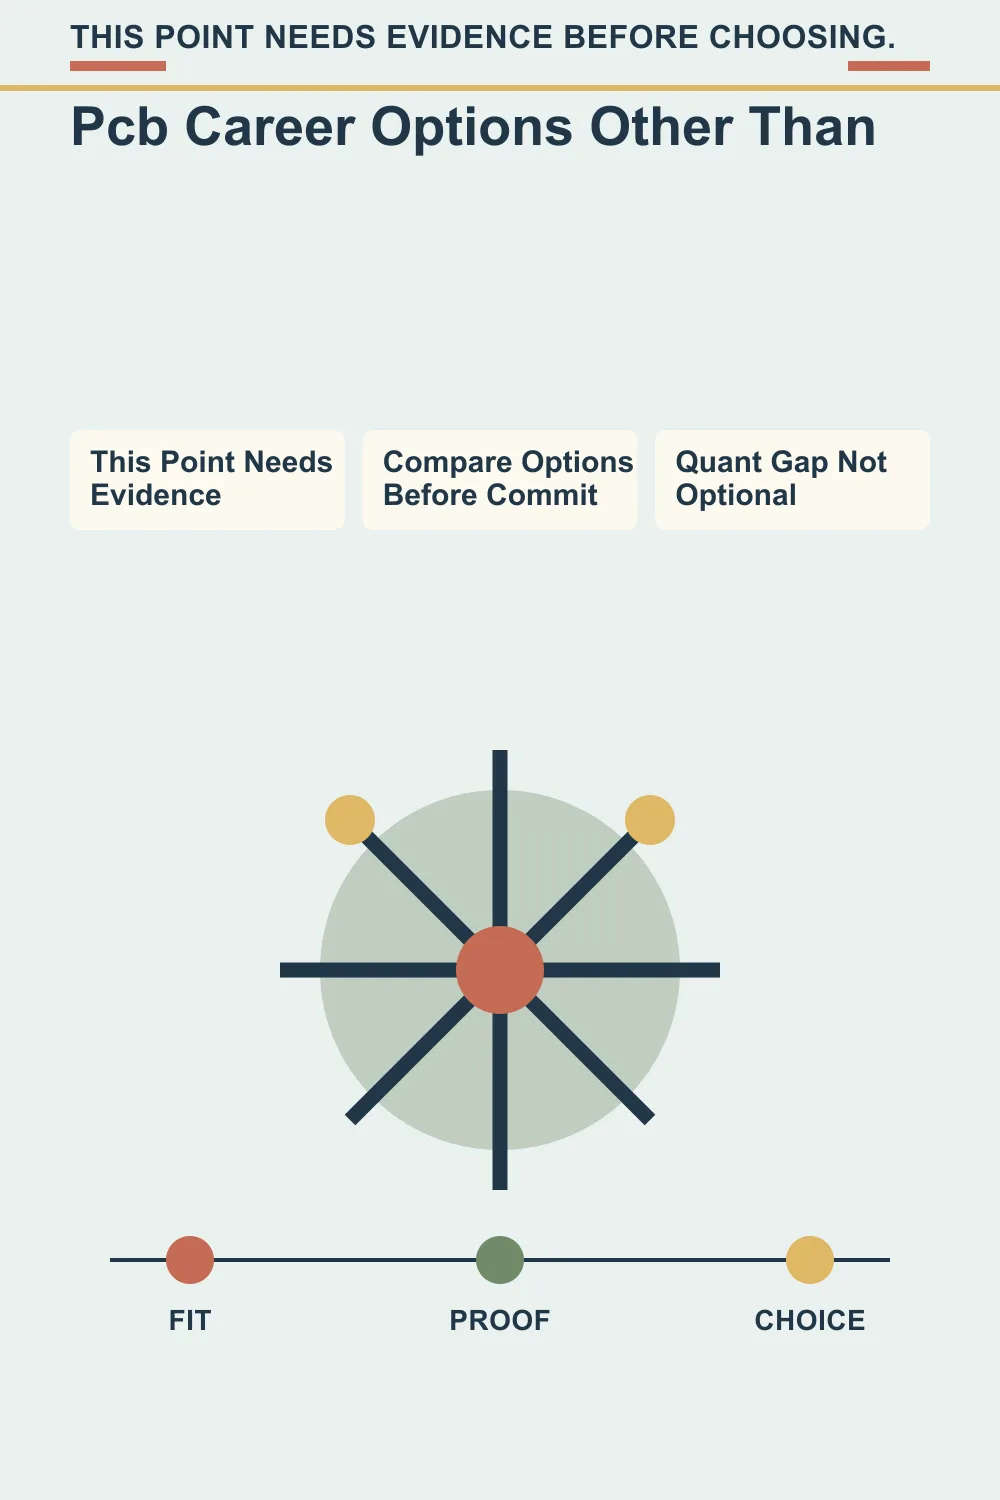 THIS POINT NEEDS EVIDENCE BEFORE CHOOSING.
Pcb Career Options Other Than
This Point Needs
Evidence
Compare Options
Before Commit
Quant Gap Not
Optional
FIT
PROOF
CHOICE